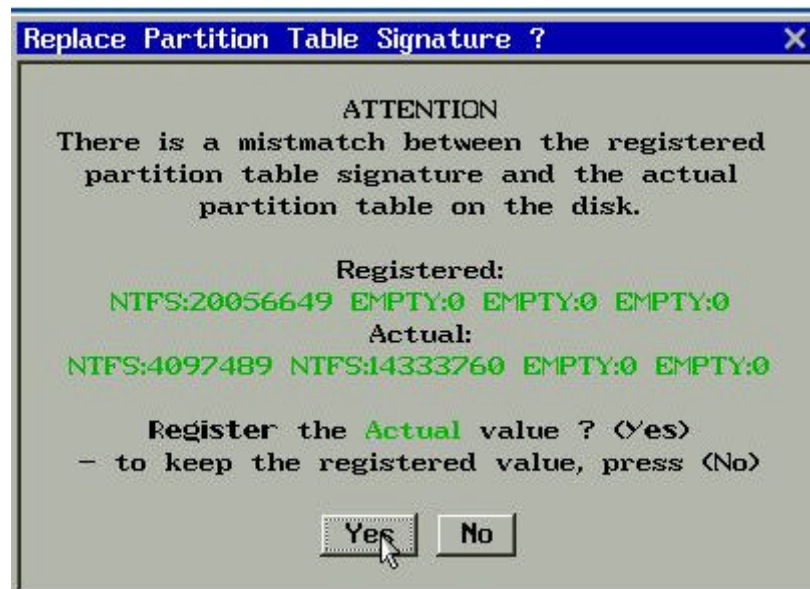 Replace Partition Table Signature ?
ATTENTION
There is a mistmatch between the registered
partition table signature and the actual
partition table on the disk.
Registered:
NTFS:20056649 EMPTY:0 EMPTY:0 EMPTY:0
Actual:
NTFS:4097489 NTFS:14333760 EMPTY:0 EMPTY:0
Register the Actual value ? (Yes)
- to keep the registered value, press (No)
Yes No